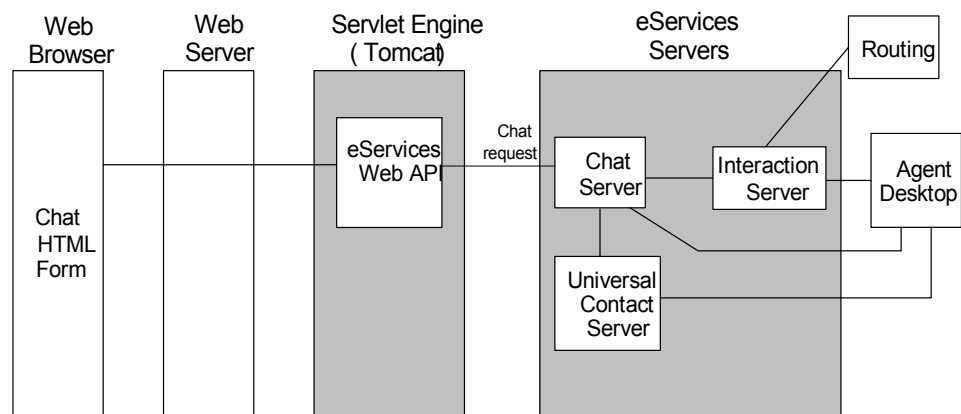 Web
Browser
Web
Server
Servlet Engine
( Tomcat)
eServices
Servers
Routing
eServices
Web API
Chat
request
Chat
Server
Interaction
Server
Agent
Desktop
Chat
HTML
Form
Universal
Contact
Server